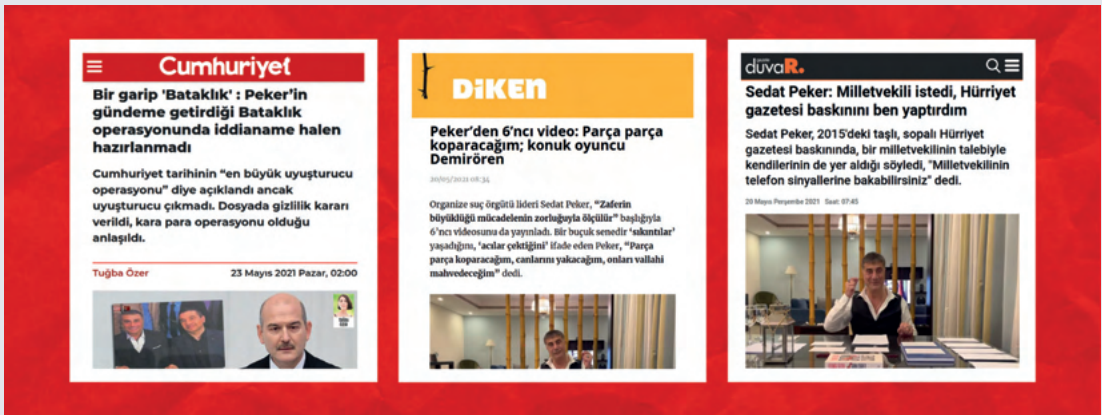 Cumhuriyet
Bir garip 'Bataklık' : Peker'in
gündeme getirdiği Bataklık
operasyonunda iddianame halen
hazırlanmadı
Cumhuriyet tarihinin "en büyük uyuşturucu
operasyonu" diye açıklandı ancak
uyuşturucu çıkmadı. Dosyada gizlilik kararı
verildi, kara para operasyonu olduğu
anlaşıldı.
Tuğba Özer
23 Mayıs 2021 Pazar, 02:00
DiKEN
Peker'den 6'ncı video: Parça parça
koparacağım; konuk oyuncu
Demirören
20/05/2021 08:34
Organize suç örgütü lideri Sedat Peker, "Zaferin
büyüklüğü mücadelenin zorluğuyla ölçülür" başlığıyla
6'ncı videosunu da yayınladı. Bir buçuk senedir 'sıkıntılar'
yaşadığını, 'acılar çektiğini' ifade eden Peker, "Parça
parça koparacağım, canlarını yakacağım, onları vallahi
mahvedeceğim" dedi.
duvaR.
Sedat Peker: Milletvekili istedi, Hürriyet
gazetesi baskınını ben yaptırdım
Sedat Peker, 2015'deki taşlı, sopalı Hürriyet
gazetesi baskınında, bir milletvekilinin talebiyle
kendilerinin de yer aldığı söyledi, "Milletvekilinin
telefon sinyallerine bakabilirsiniz" dedi.
20 Mayıs Perşembe 2021 Saat: 07:45